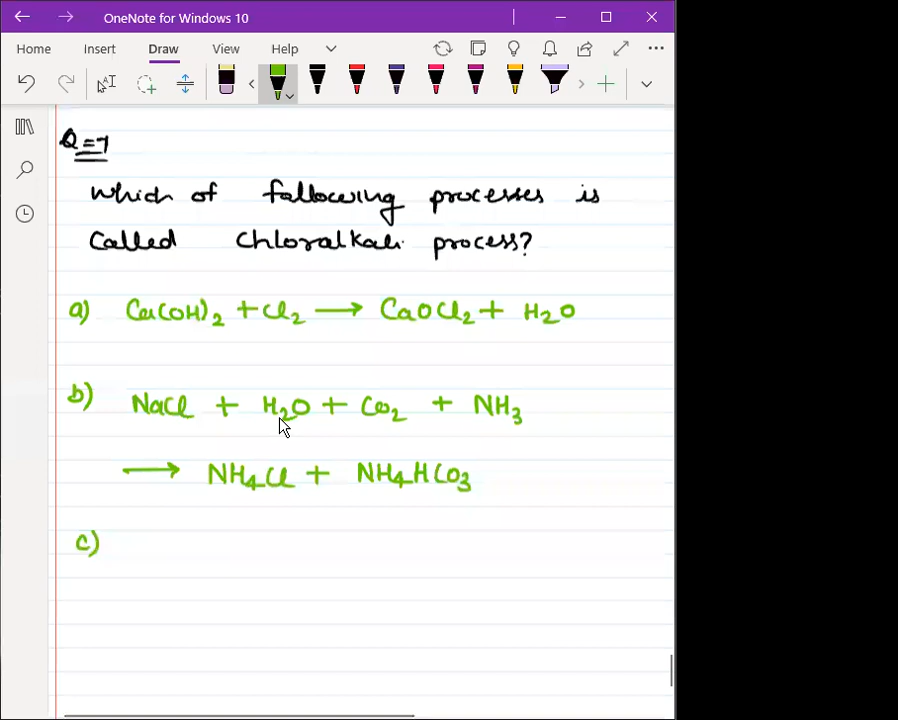 OneNote for Windows 10
Home Insert Draw View Help
Q=7
Which of following processes is
Called Chloralkali process?
a) Ca(OH)2 + Cl2 ⟶ CaOCl2 + H2O
b) NaCl + H2O + CO2 + NH3
⟶ NH4Cl + NH4HCO3
c)